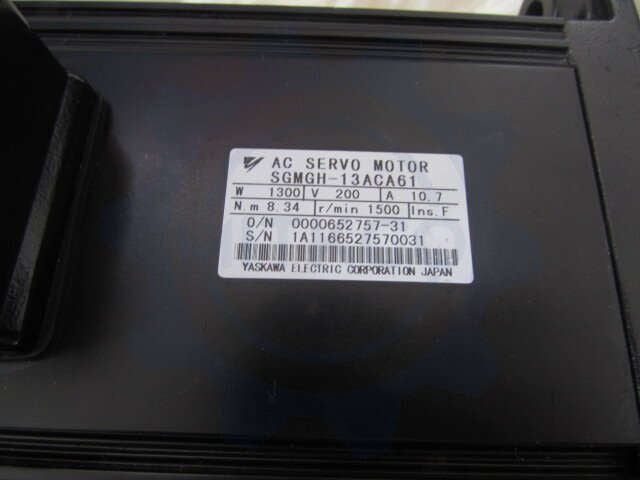 AC SERVO MOTOR
SGMGH-13ACA61
W 1300 V 200 A 10.7
N.m 8.34 r/min 1500 Ins.F
O/N 0000652757-31
S/N 1A1166527570031
YASKAWA ELECTRIC CORPORATION JAPAN